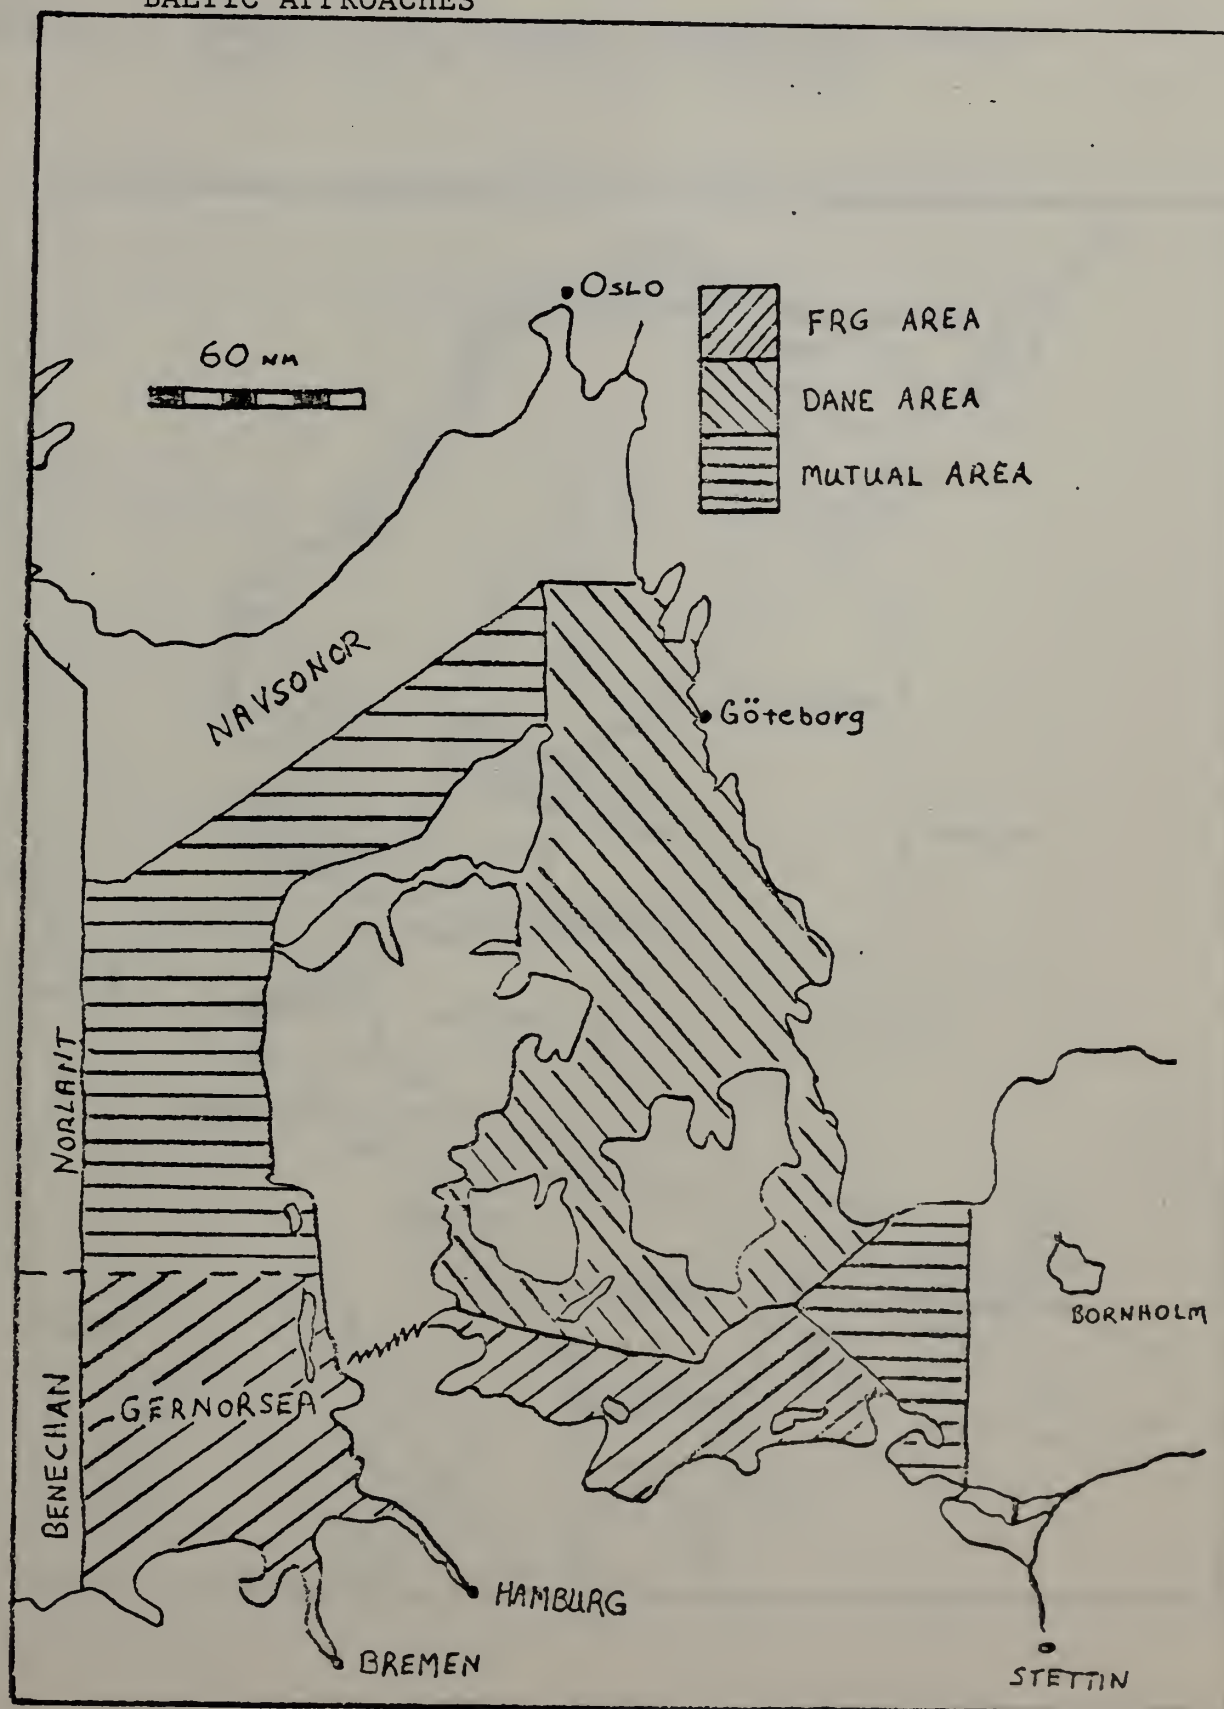 BALTIC APPROACHES
OSLO
60 NM
FRG AREA
DANE AREA
MUTUAL AREA
NAVSONOR
Göteborg
NORLANT
BORNHOLM
GERNORSEA
BENECHAN
HAMBURG
BREMEN
STETTIN